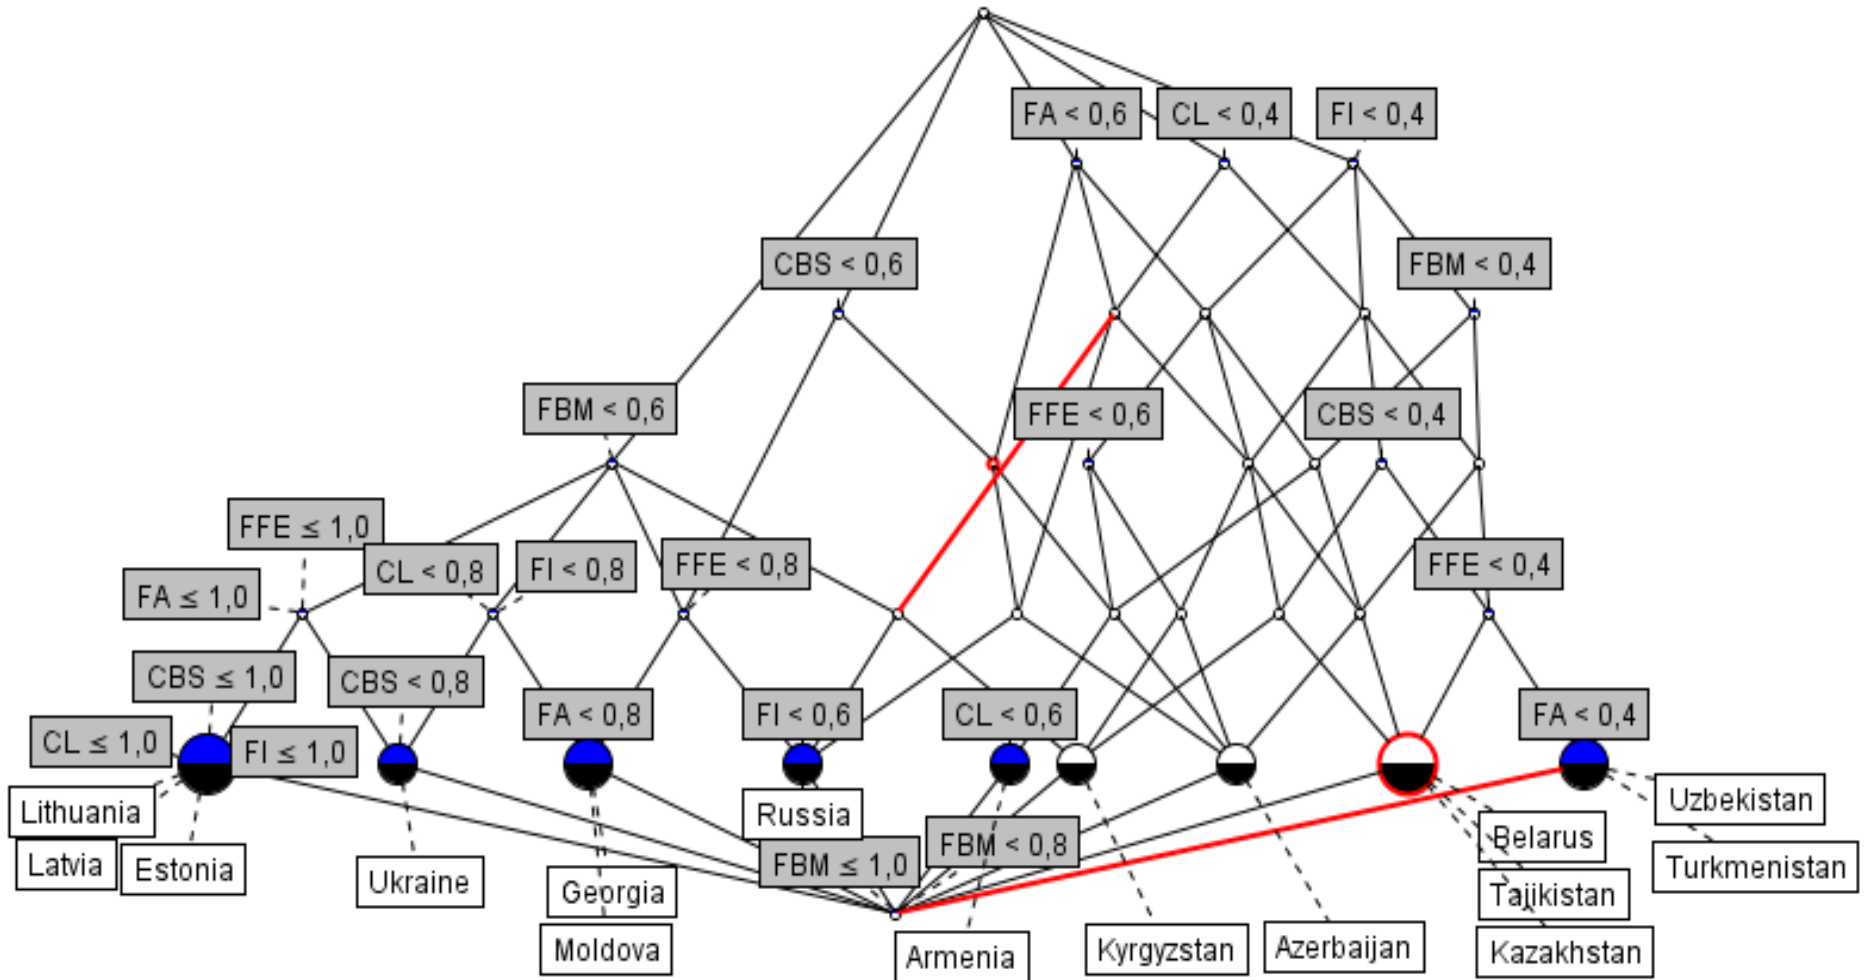 FA < 0,6
CL < 0,4
FI < 0,4
CBS < 0,6
FBM < 0,4
FBM < 0,6
FFE < 0,6
CBS < 0,4
FFE ≤ 1,0
CL < 0,8
FI < 0,8
FFE < 0,8
FFE < 0,4
FA ≤ 1,0
CBS ≤ 1,0
CBS < 0,8
FA < 0,8
FI < 0,6
CL < 0,6
FA < 0,4
CL ≤ 1,0
FI ≤ 1,0
Lithuania
Russia
Uzbekistan
Latvia
Estonia
Ukraine
Georgia
FBM ≤ 1,0
FBM < 0,8
Belarus
Turkmenistan
Tajikistan
Moldova
Armenia
Kyrgyzstan
Azerbaijan
Kazakhstan